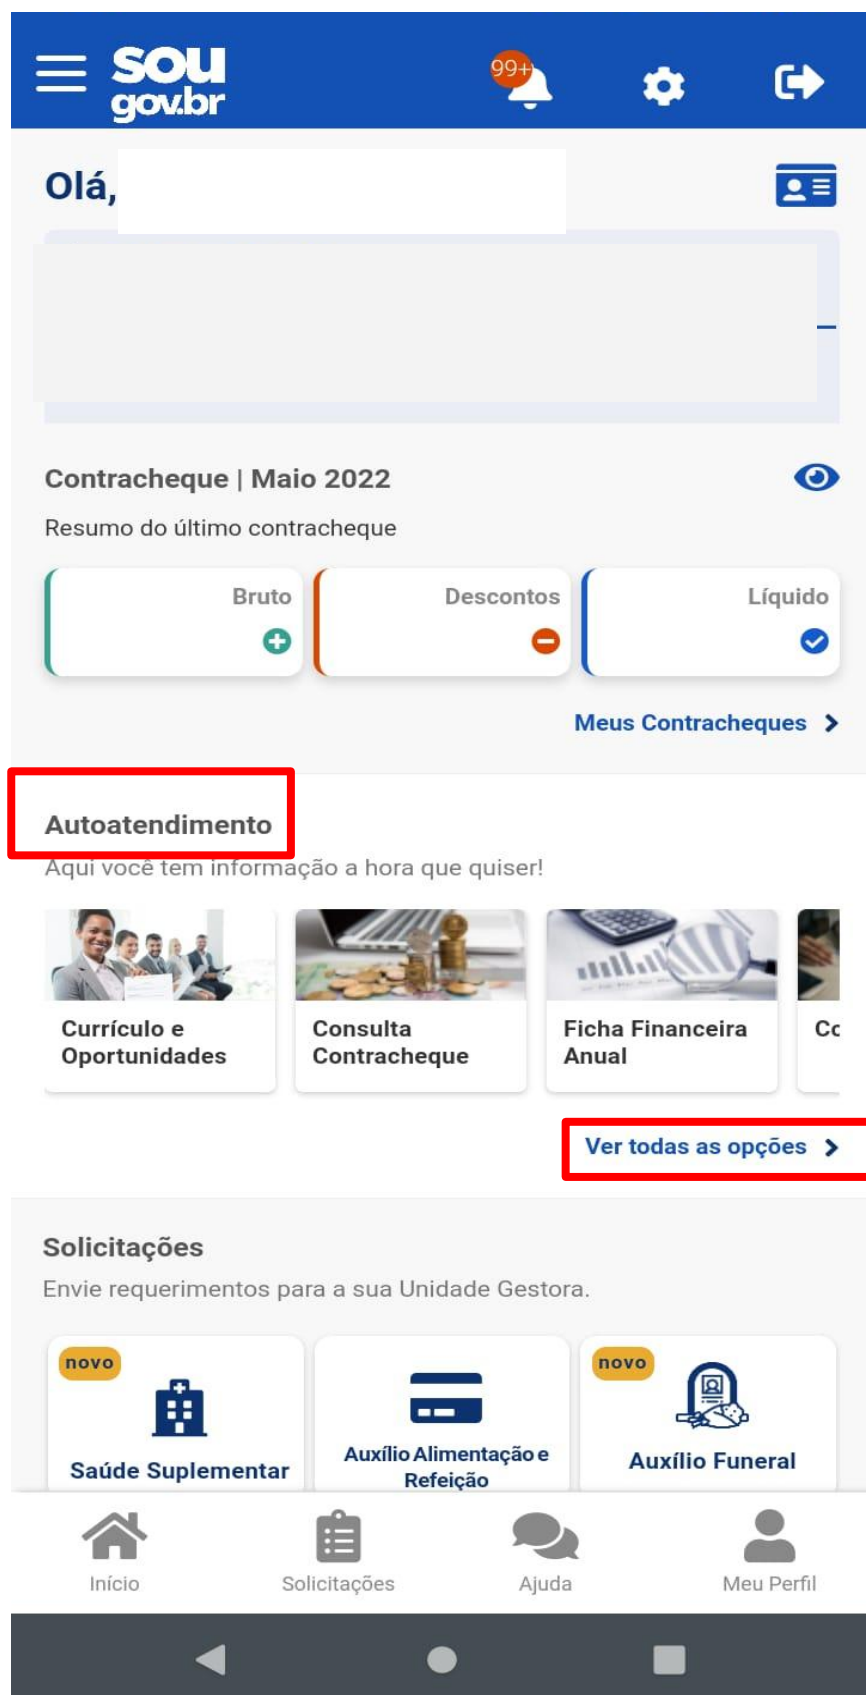 sou
gov.br
99+
Olá,
Contracheque | Maio 2022
Resumo do último contracheque
Bruto
Descontos
Líquido
Meus Contracheques
Autoatendimento
Aqui você tem informação a hora que quiser!
Currículo e
Oportunidades
Consulta
Contracheque
Ficha Financeira
Anual
Co
Ver todas as opções
Solicitações
Envie requerimentos para a sua Unidade Gestora.
novo
Saúde Suplementar
Auxílio Alimentação e
Refeição
novo
Auxílio Funeral
Início
Solicitações
Ajuda
Meu Perfil